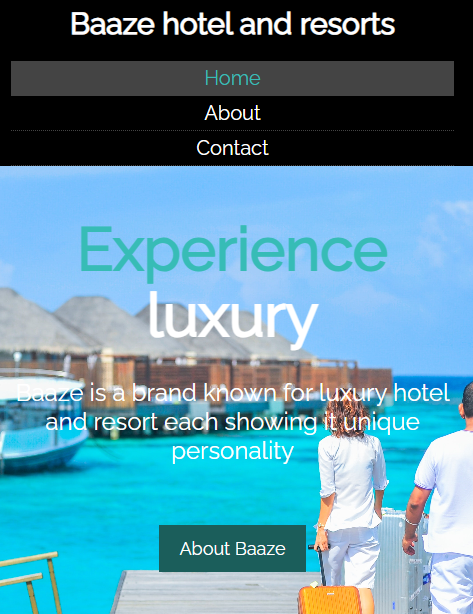 Baaze hotel and resorts
Home
About
Contact
Experience
luxury
Baaze is a brand known for luxury hotel
and resort each showing it unique
personality
About Baaze